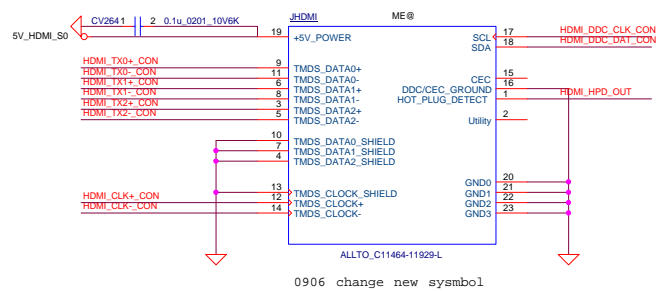 CV2641 2 0.1u_0201_10V6K
5V_HDMI_S0
JHDMI ME@
19 +5V_POWER
SCL 17 HDMI_DDC_CLK_CON
SDA 18 HDMI_DDC_DAT_CON
HDMI_TX0+_CON 9 TMDS_DATA0+
HDMI_TX0-_CON 11 TMDS_DATA0-
HDMI_TX1+_CON 6 TMDS_DATA1+
HDMI_TX1-_CON 8 TMDS_DATA1-
HDMI_TX2+_CON 3 TMDS_DATA2+
HDMI_TX2-_CON 5 TMDS_DATA2-
CEC 15
DDC/CEC_GROUND 16
HOT_PLUG_DETECT 1 HDMI_HPD_OUT
Utility 2
10 TMDS_DATA0_SHIELD
7 TMDS_DATA1_SHIELD
4 TMDS_DATA2_SHIELD
13 TMDS_CLOCK_SHIELD
HDMI_CLK+_CON 12 TMDS_CLOCK+
HDMI_CLK-_CON 14 TMDS_CLOCK-
GND0 20
GND1 21
GND2 22
GND3 23
ALLTO_C11464-11929-L
0906 change new sysmbol